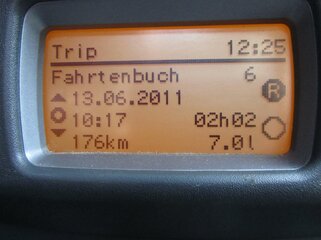 Trip 12:25
Fahrtenbuch 6
13.06.2011 R
10:17 02h02
176km 7.0l